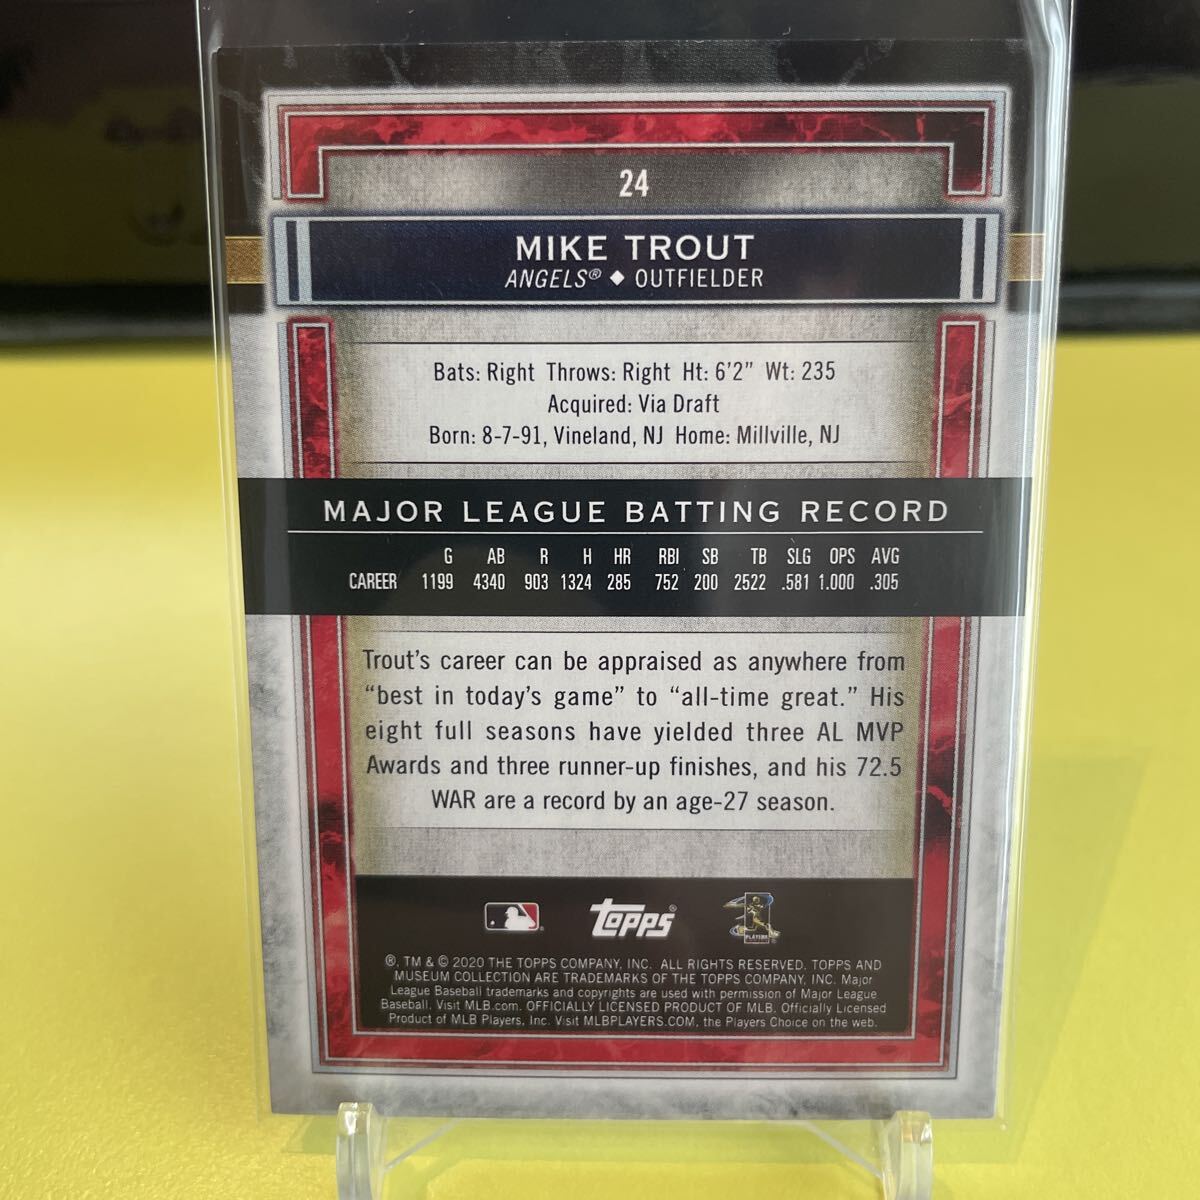 24
MIKE TROUT
ANGELS® ◆ OUTFIELDER
Bats: Right Throws: Right Ht: 6'2" Wt: 235
Acquired: Via Draft
Born: 8-7-91, Vineland, NJ Home: Millville, NJ
MAJOR LEAGUE BATTING RECORD
G AB R H HR RBI SB TB SLG OPS AVG
CAREER 1199 4340 903 1324 285 752 200 2522 .581 1.000 .305
Trout's career can be appraised as anywhere from
“best in today's game” to “all-time great.” His
eight full seasons have yielded three AL MVP
Awards and three runner-up finishes, and his 72.5
WAR are a record by an age-27 season.
topps®
PLAYERS
®, TM & © 2020 THE TOPPS COMPANY, INC. ALL RIGHTS RESERVED. TOPPS AND
MUSEUM COLLECTION ARE TRADEMARKS OF THE TOPPS COMPANY, INC. Major
League Baseball trademarks and copyrights are used with permission of Major League
Baseball. Visit MLB.com. OFFICIALLY LICENSED PRODUCT OF MLB. Officially Licensed
Product of MLB Players, Inc. Visit MLBPLAYERS.COM, the Players Choice on the web.